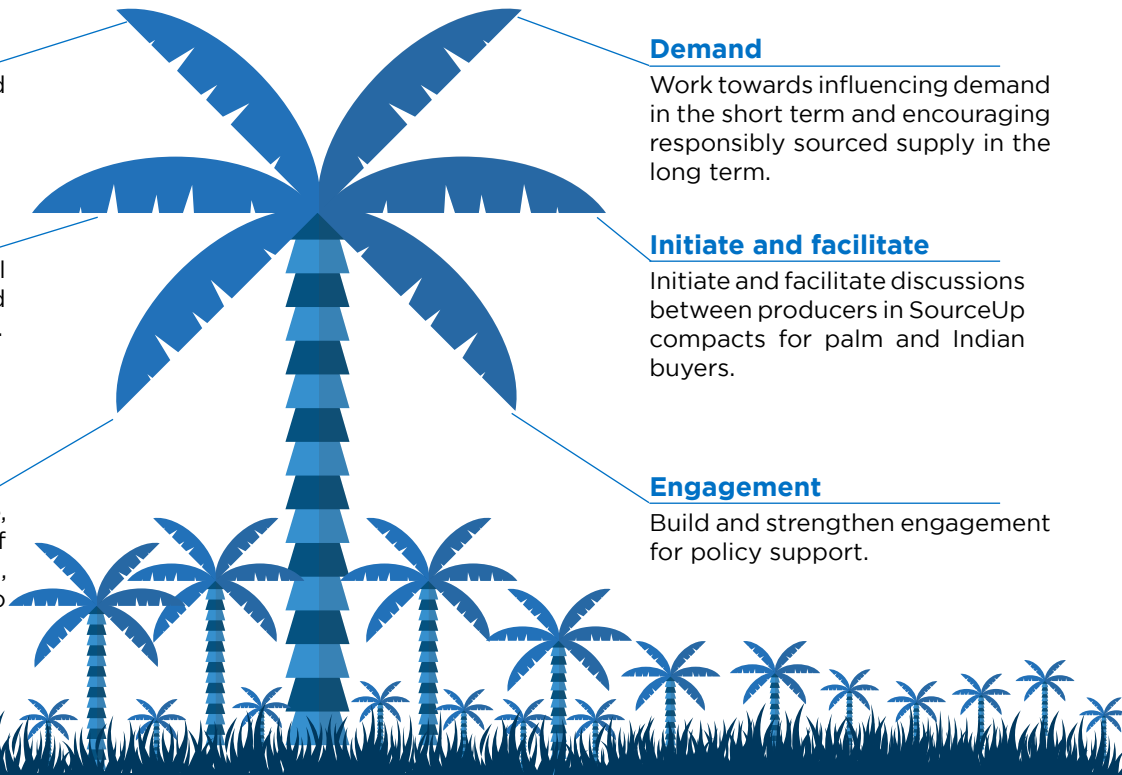 Demand
Work towards influencing demand
in the short term and encouraging
responsibly sourced supply in the
long term.
Initiate and facilitate
Initiate and facilitate discussions
between producers in SourceUp
compacts for palm and Indian
buyers.
Engagement
Build and strengthen engagement
for policy support.